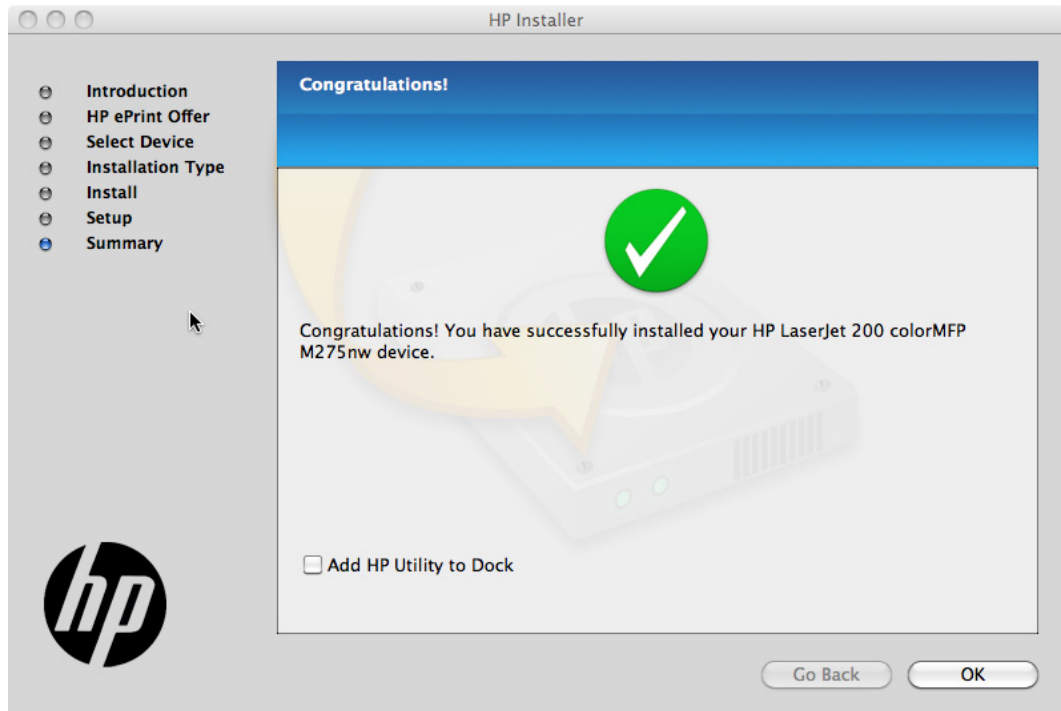 HP Installer
Introduction
HP ePrint Offer
Select Device
Installation Type
Install
Setup
Summary
Congratulations!
Congratulations! You have successfully installed your HP LaserJet 200 colorMFP
M275nw device.
Add HP Utility to Dock
hp
Go Back
OK